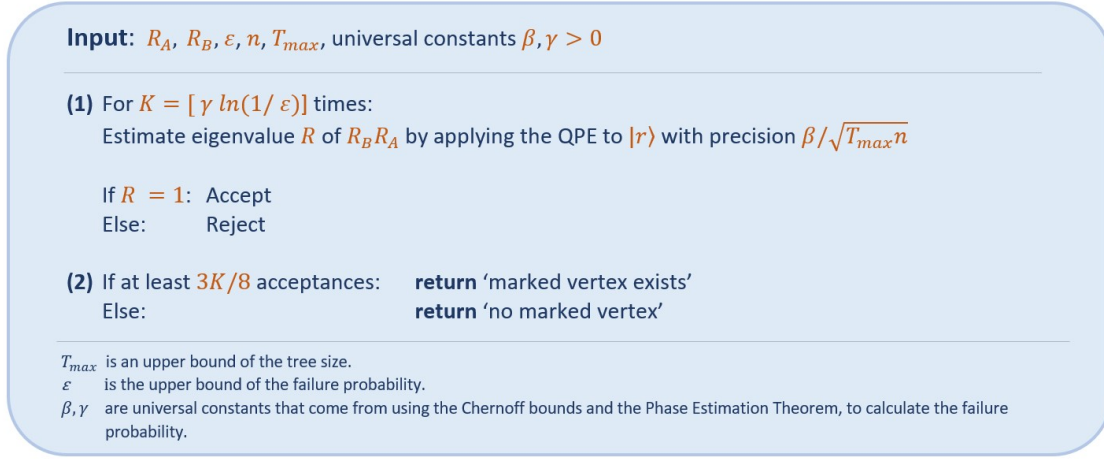 Input: R_A, R_B, ε, n, T_max, universal constants β, γ > 0
(1) For K = [ γ ln(1/ ε)] times:
Estimate eigenvalue R of R_B R_A by applying the QPE to |r⟩ with precision β/√(T_max n)
If R = 1: Accept
Else: Reject
(2) If at least 3K/8 acceptances: return ‘marked vertex exists’
Else: return ‘no marked vertex’
T_max is an upper bound of the tree size.
ε is the upper bound of the failure probability.
β, γ are universal constants that come from using the Chernoff bounds and the Phase Estimation Theorem, to calculate the failure
probability.